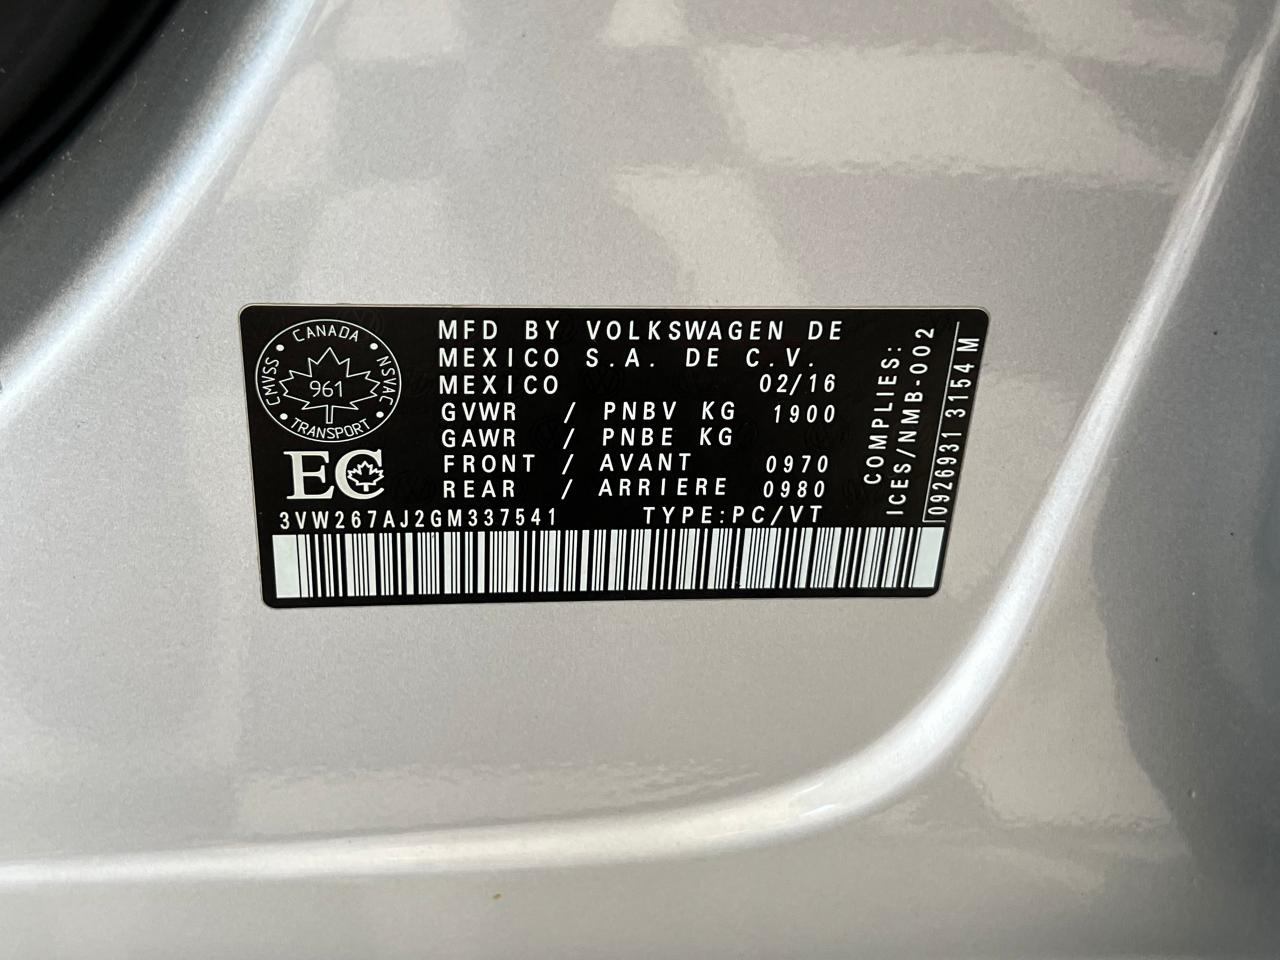 CANADA
CMVSS
NSVAC
961
TRANSPORT
EC
MFD BY VOLKSWAGEN DE
MEXICO S.A. DE C.V.
MEXICO 02/16
GVWR / PNBV KG 1900
GAWR / PNBE KG
FRONT / AVANT 0970
REAR / ARRIERE 0980
3VW267AJ2GM337541 TYPE:PC/VT
COMPLIES:
ICES/NMB-002
0926931 3154 M